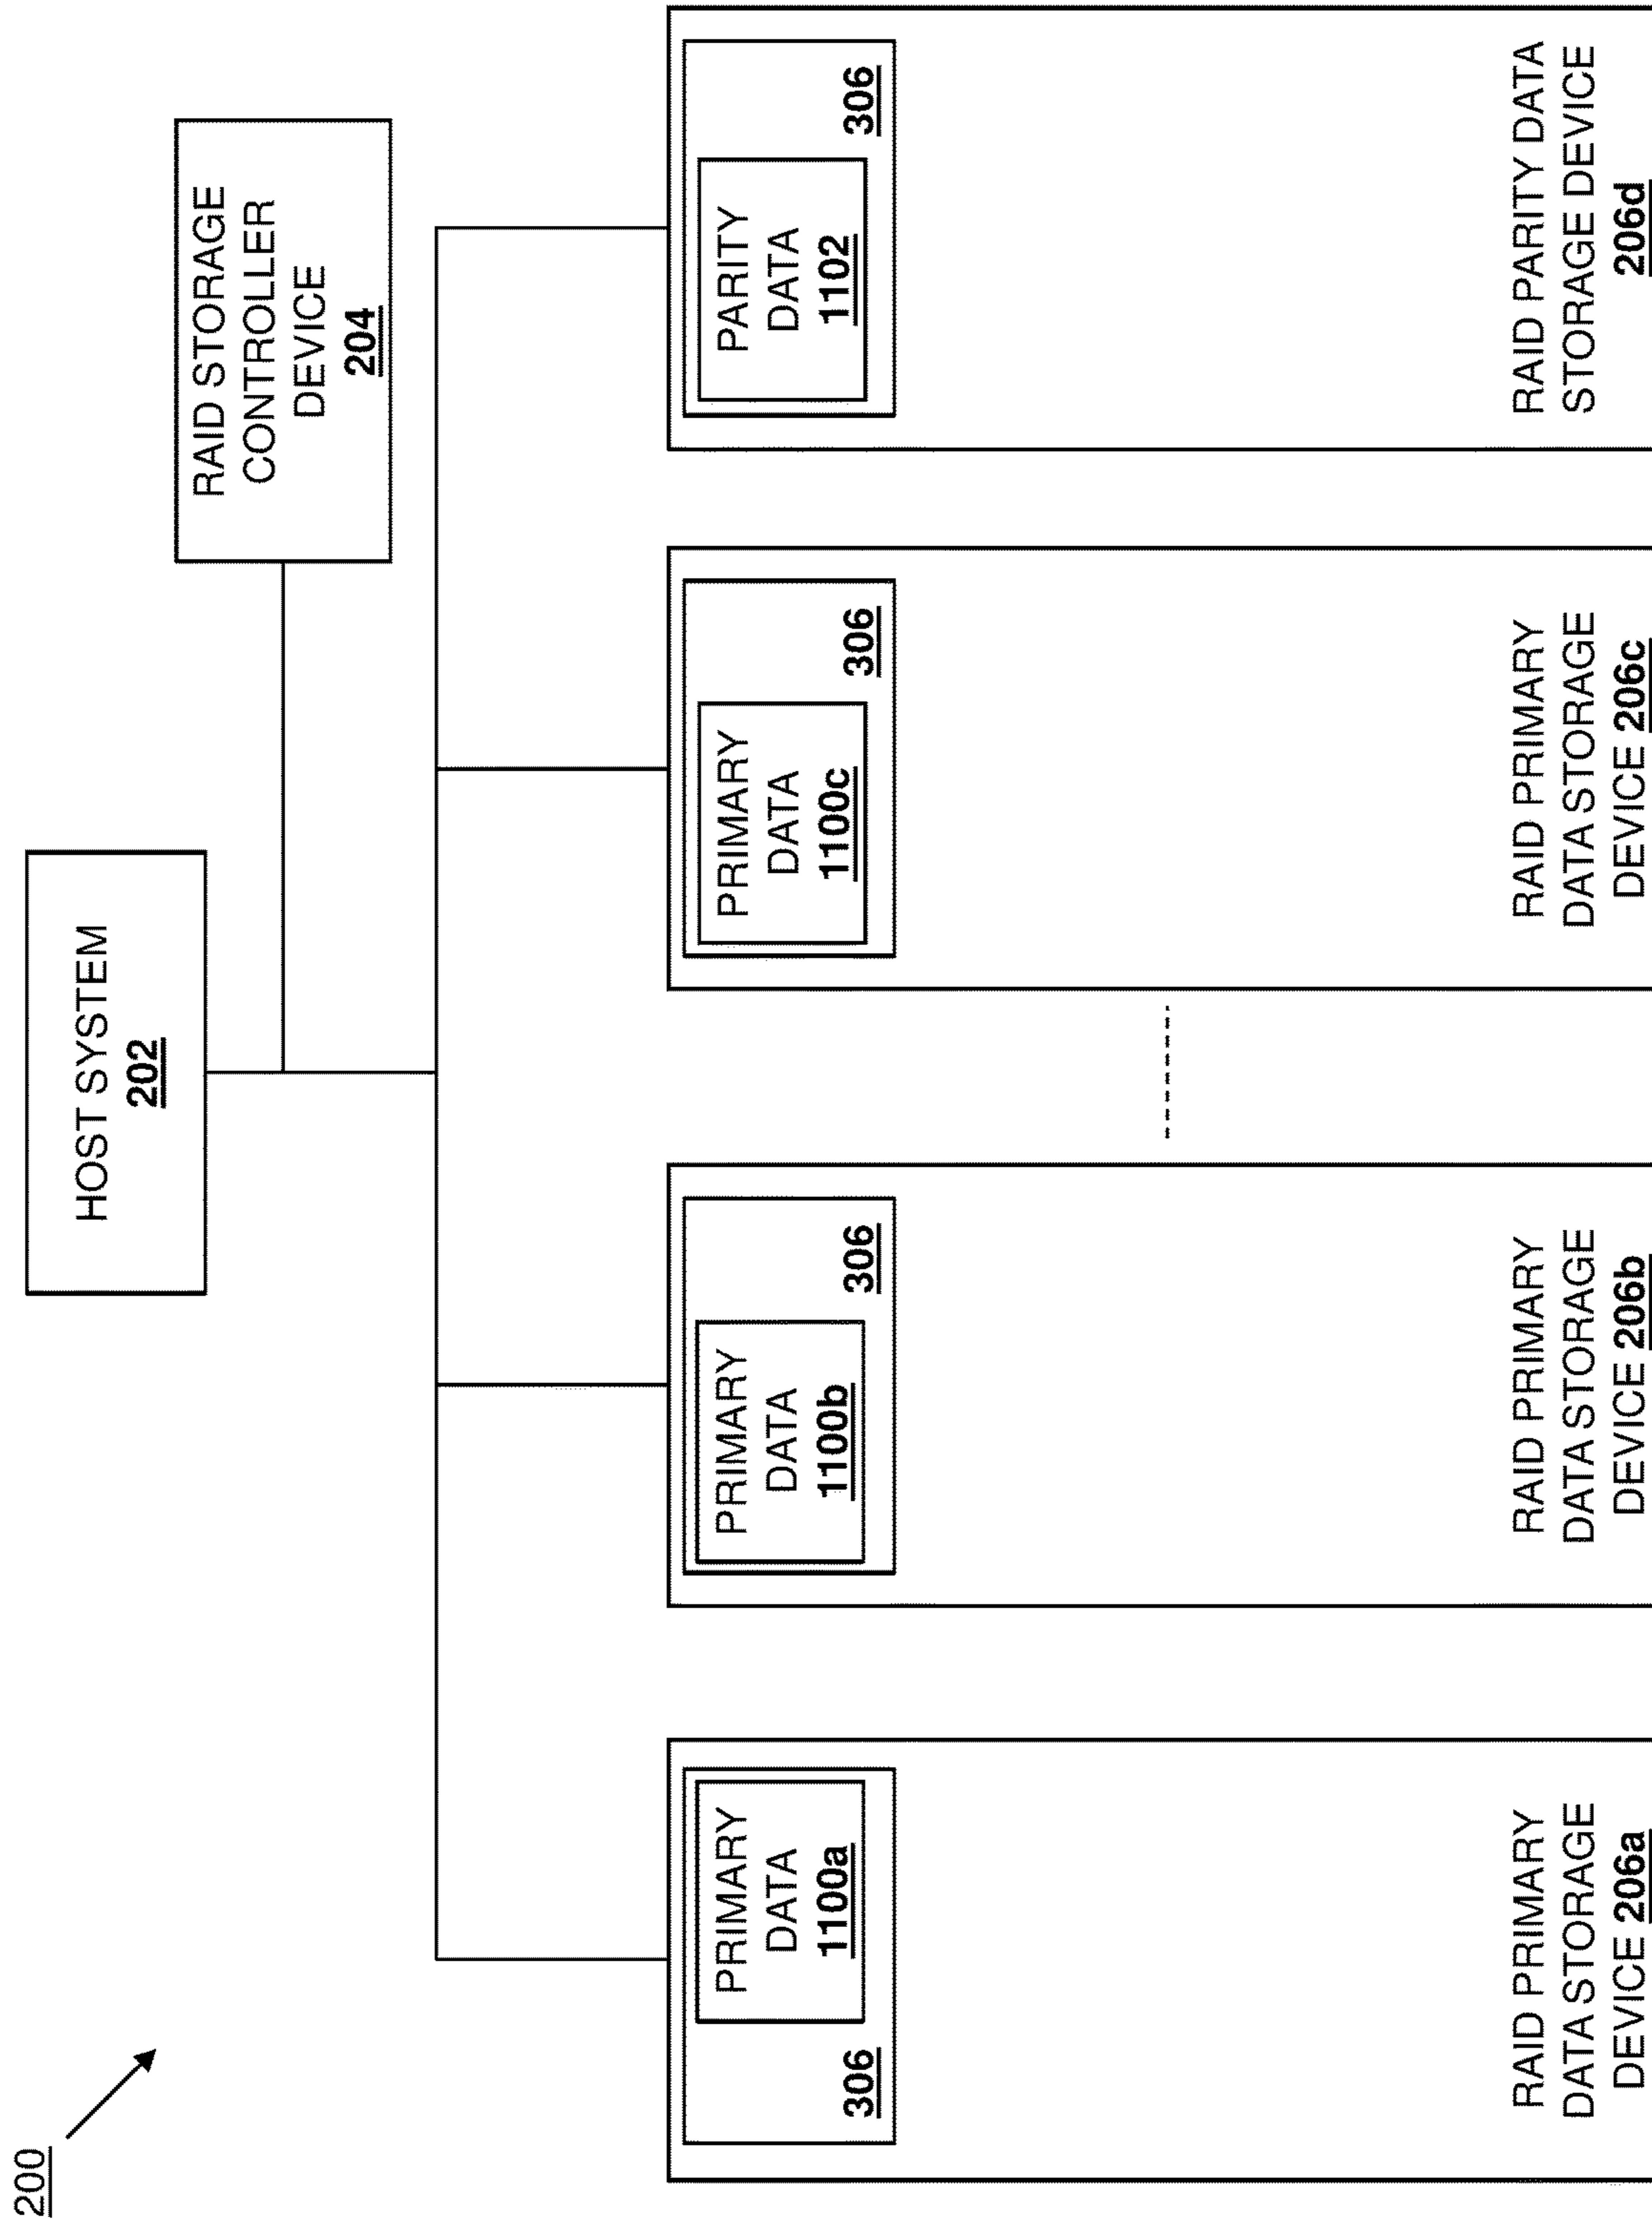 200
HOST SYSTEM
202
RAID STORAGE
CONTROLLER
DEVICE
204
PRIMARY
DATA
1100a
306
RAID PRIMARY
DATA STORAGE
DEVICE 206a
PRIMARY
DATA
1100b
306
RAID PRIMARY
DATA STORAGE
DEVICE 206b
PRIMARY
DATA
1100c
306
RAID PRIMARY
DATA STORAGE
DEVICE 206c
PARITY
DATA
1102
306
RAID PARITY DATA
STORAGE DEVICE
206d